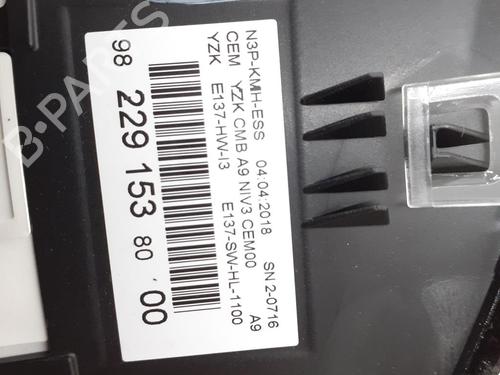 N3P-KMH-ESS 04:04:2018 SN 2-0716
CEM YZK CMB A9 NIV3 CEM00 A9
YZK E137-HW-I3 E137-SW-HL-1100
98 229 153 80 '00
B-PARTS